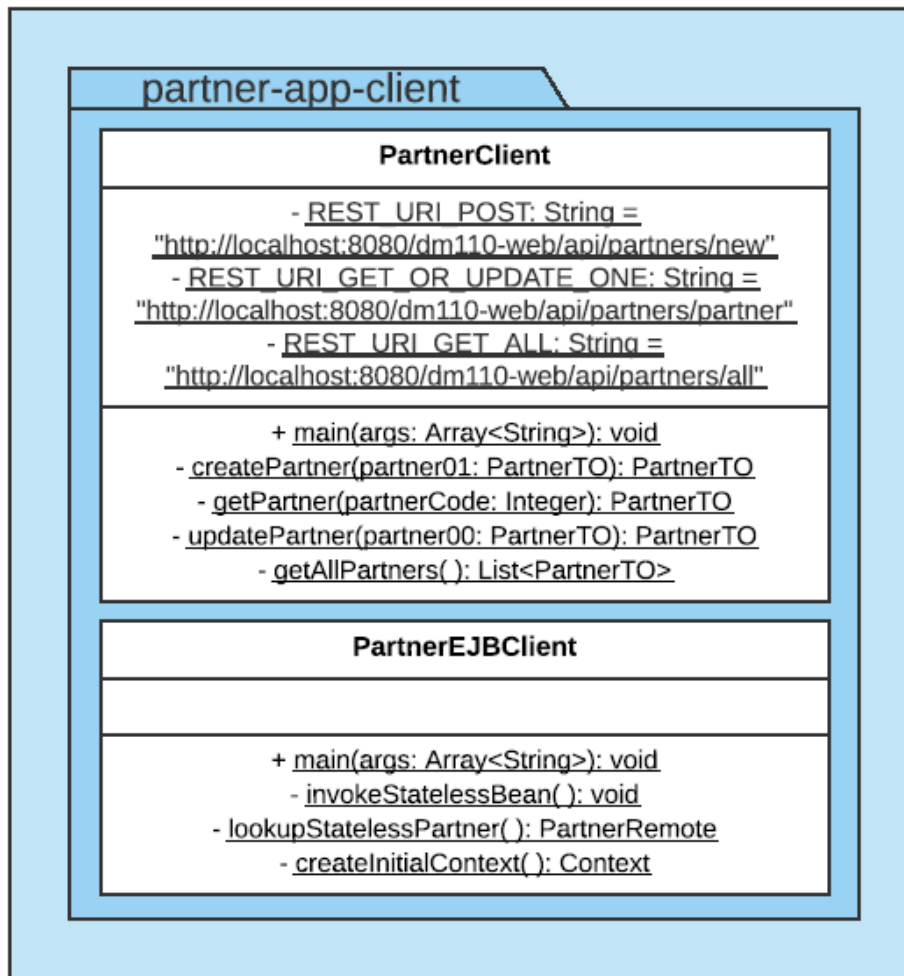 partner-app-client
PartnerClient
- REST_URI_POST: String =
"http://localhost:8080/dm110-web/api/partners/new"
- REST_URI_GET_OR_UPDATE_ONE: String =
"http://localhost:8080/dm110-web/api/partners/partner"
- REST_URI_GET_ALL: String =
"http://localhost:8080/dm110-web/api/partners/all"
+ main(args: Array<String>): void
- createPartner(partner01: PartnerTO): PartnerTO
- getPartner(partnerCode: Integer): PartnerTO
- updatePartner(partner00: PartnerTO): PartnerTO
- getAllPartners( ): List<PartnerTO>
PartnerEJBClient
+ main(args: Array<String>): void
- invokeStatelessBean( ): void
- lookupStatelessPartner( ): PartnerRemote
- createInitialContext( ): Context